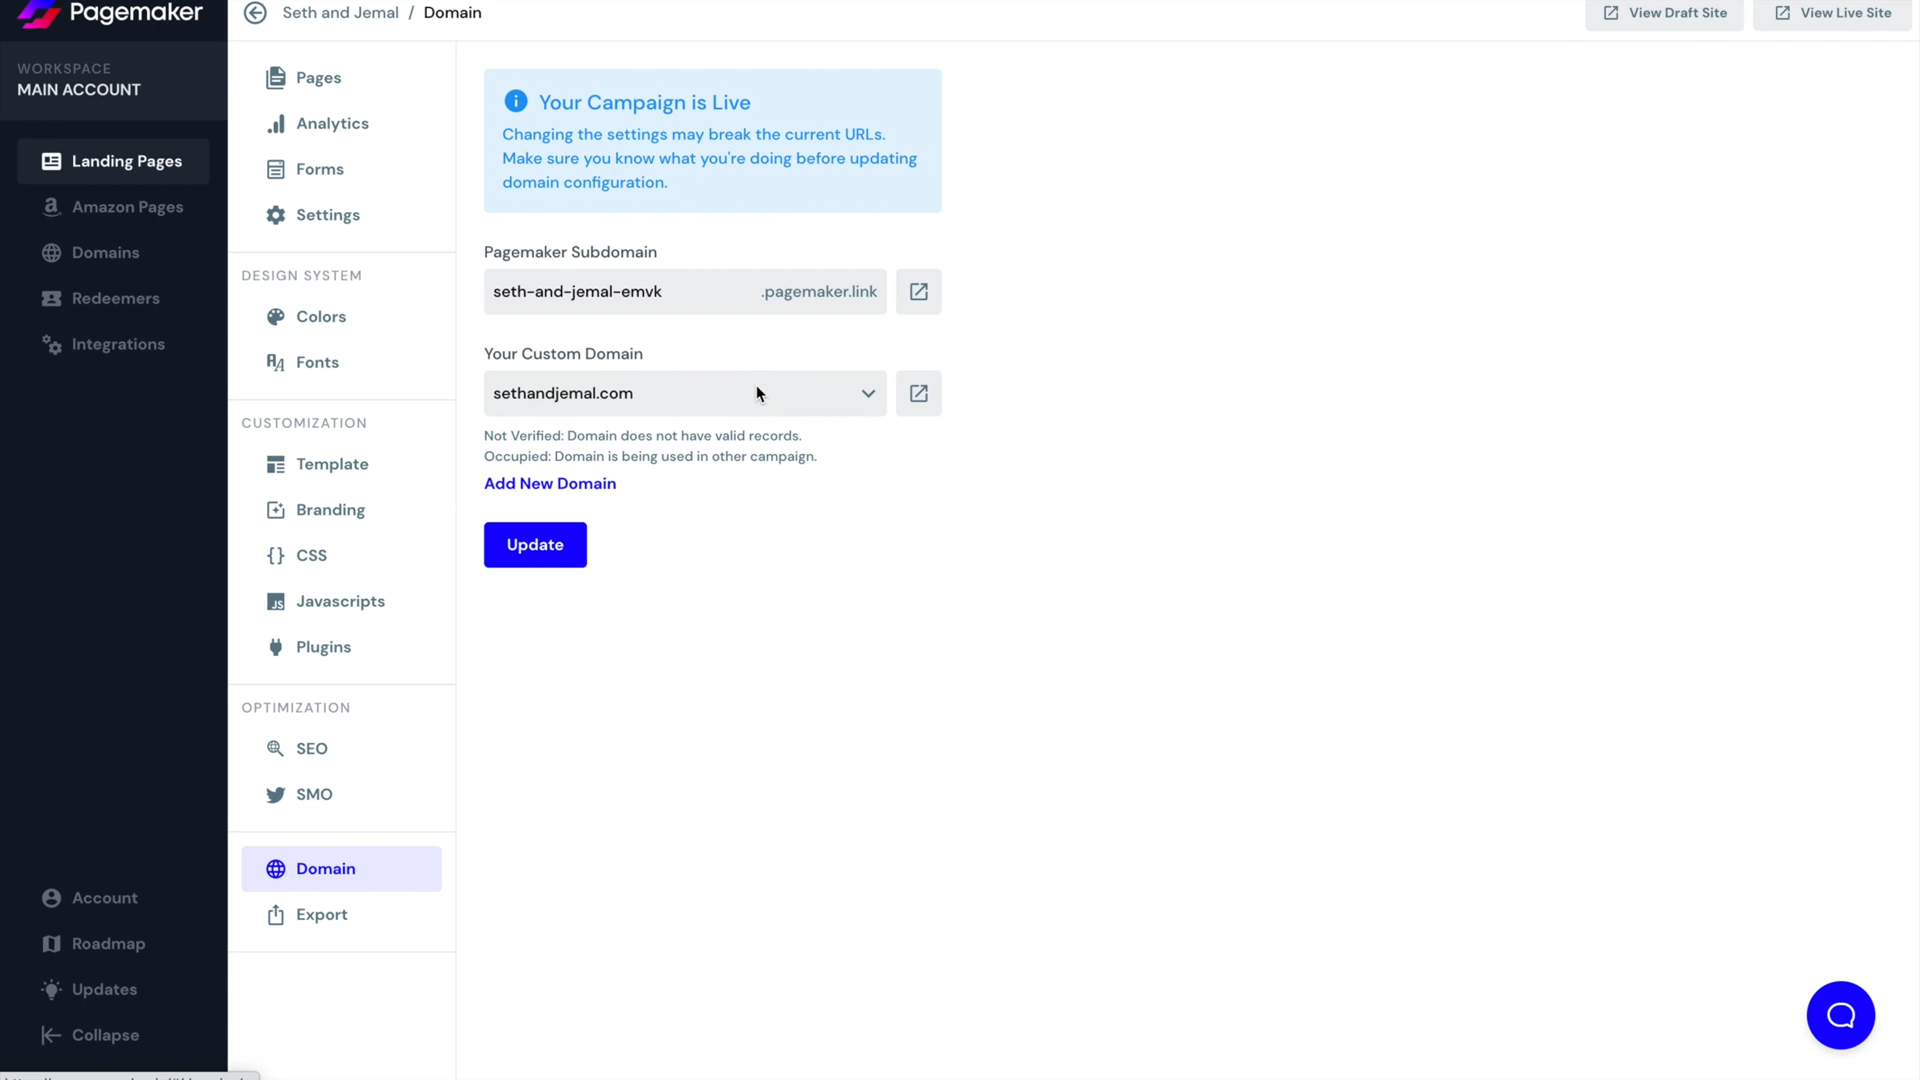 Pagemaker
WORKSPACE
MAIN ACCOUNT
Landing Pages
Amazon Pages
Domains
Redeemers
Integrations
Account
Roadmap
Updates
Collapse
Seth and Jemal / Domain
View Draft Site
View Live Site
Pages
Analytics
Forms
Settings
DESIGN SYSTEM
Colors
Fonts
CUSTOMIZATION
Template
Branding
CSS
Javascripts
Plugins
OPTIMIZATION
SEO
SMO
Domain
Export
Your Campaign is Live
Changing the settings may break the current URLs.
Make sure you know what you're doing before updating
domain configuration.
Pagemaker Subdomain
seth-and-jemal-emvk .pagemaker.link
Your Custom Domain
sethandjemal.com
Not Verified: Domain does not have valid records.
Occupied: Domain is being used in other campaign.
Add New Domain
Update